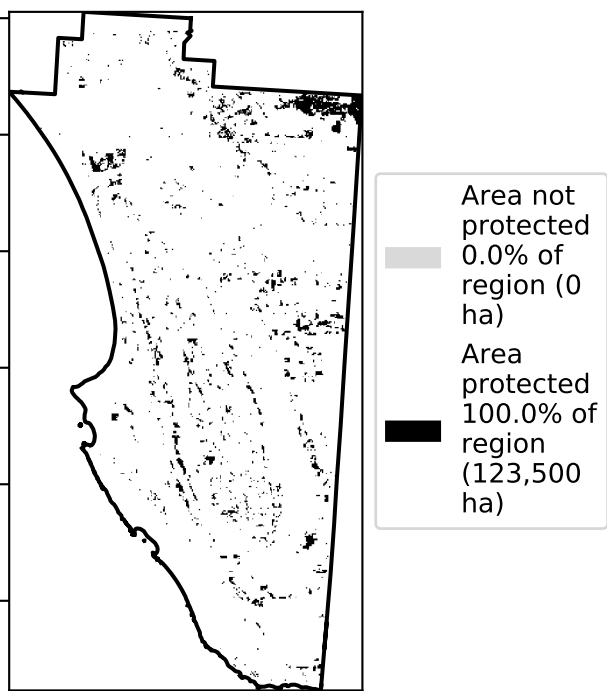 Area not
protected
0.0% of
region (0
ha)
Area
protected
100.0% of
region
(123,500
ha)